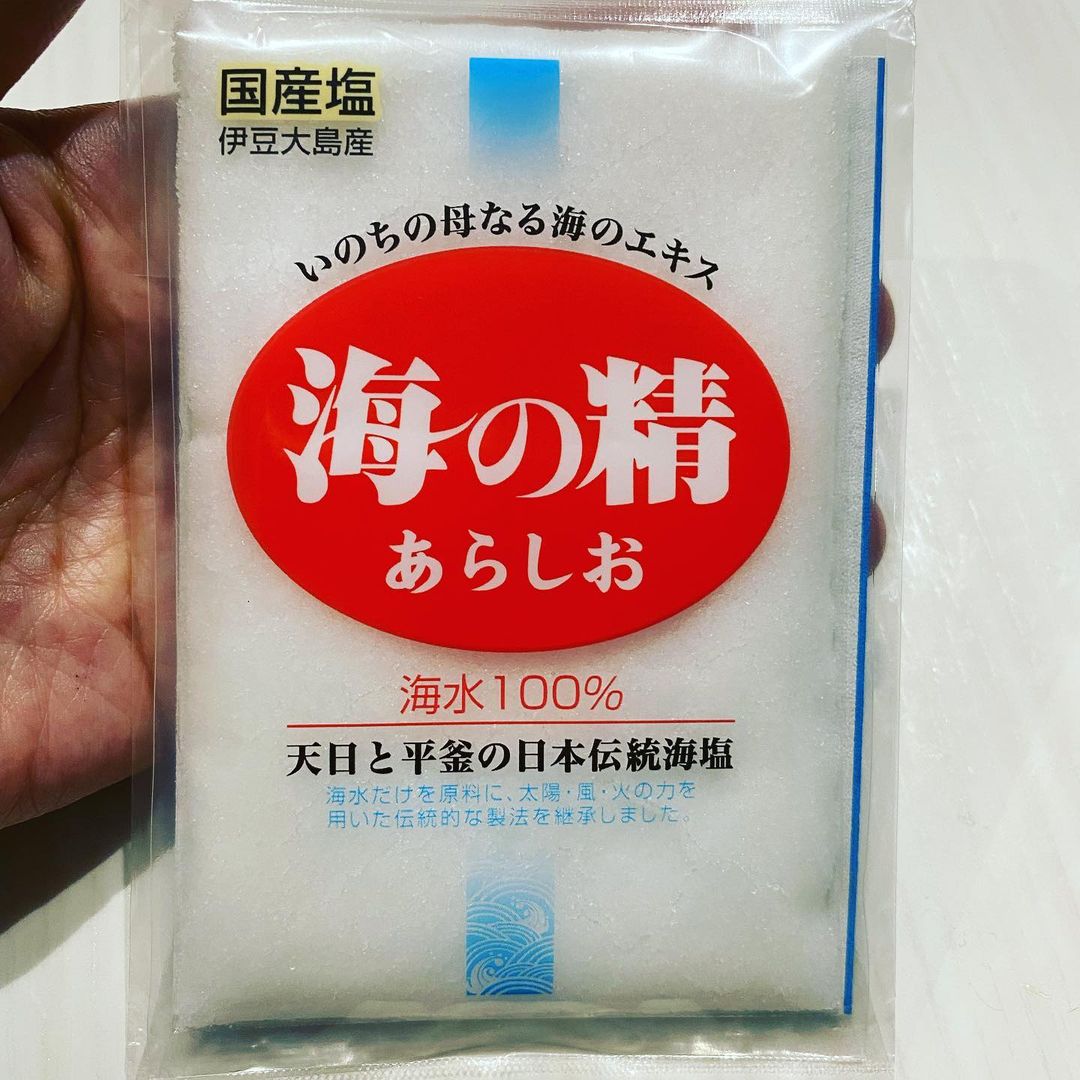 国産塩
伊豆大島産
いのちの母なる海のエキス
海の精
あらしお
海水100%
天日と平釜の日本伝統海塩
海水だけを原料に、太陽・風・火の力を
用いた伝統的な製法を継承しました。